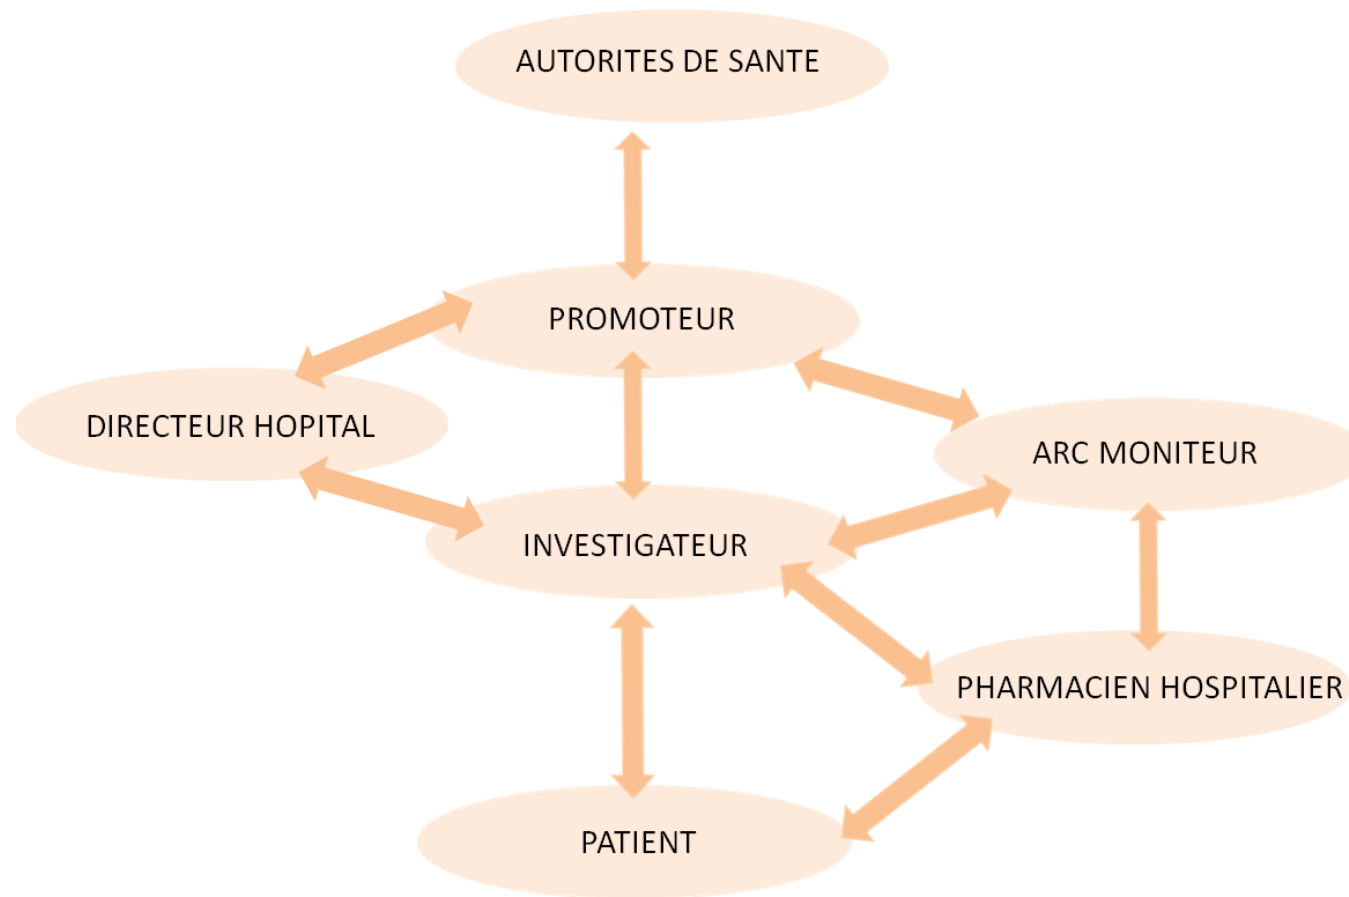 AUTORITES DE SANTE
PROMOTEUR
DIRECTEUR HOPITAL
ARC MONITEUR
INVESTIGATEUR
PHARMACIEN HOSPITALIER
PATIENT